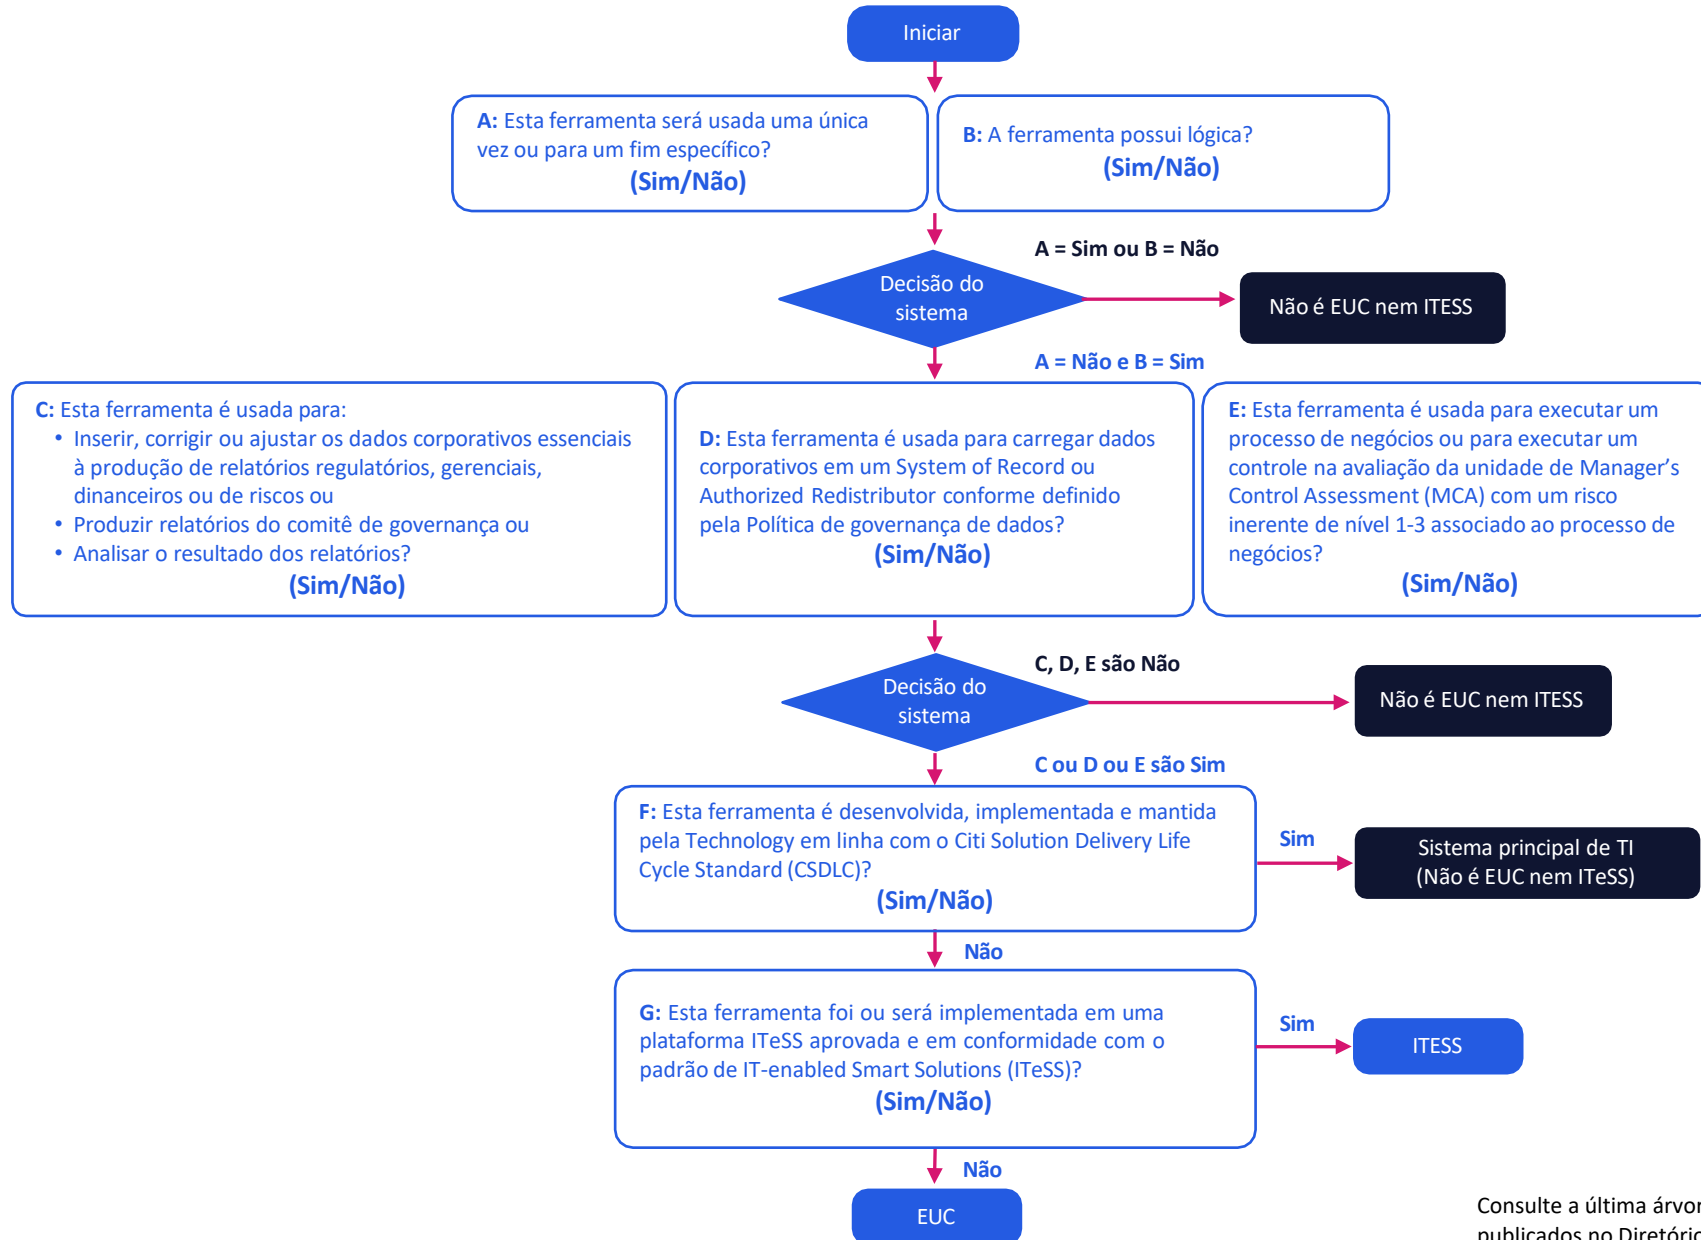 Iniciar
A: Esta ferramenta será usada uma única
vez ou para um fim específico?
(Sim/Não)
B: A ferramenta possui lógica?
(Sim/Não)
A = Sim ou B = Não
Decisão do
sistema
Não é EUC nem ITESS
A = Não e B = Sim
C: Esta ferramenta é usada para:
• Inserir, corrigir ou ajustar os dados corporativos essenciais
à produção de relatórios regulatórios, gerenciais,
dinanceiros ou de riscos ou
• Produzir relatórios do comitê de governança ou
• Analisar o resultado dos relatórios?
(Sim/Não)
D: Esta ferramenta é usada para carregar dados
corporativos em um System of Record ou
Authorized Redistributor conforme definido
pela Política de governança de dados?
(Sim/Não)
E: Esta ferramenta é usada para executar um
processo de negócios ou para executar um
controle na avaliação da unidade de Manager’s
Control Assessment (MCA) com um risco
inerente de nível 1-3 associado ao processo de
negócios?
(Sim/Não)
C, D, E são Não
Decisão do
sistema
Não é EUC nem ITESS
C ou D ou E são Sim
F: Esta ferramenta é desenvolvida, implementada e mantida
pela Technology em linha com o Citi Solution Delivery Life
Cycle Standard (CSDLC)?
(Sim/Não)
Sim
Sistema principal de TI
(Não é EUC nem ITeSS)
Não
G: Esta ferramenta foi ou será implementada em uma
plataforma ITeSS aprovada e em conformidade com o
padrão de IT-enabled Smart Solutions (ITeSS)?
(Sim/Não)
Sim
ITESS
Não
EUC
Consulte a última
publicados no